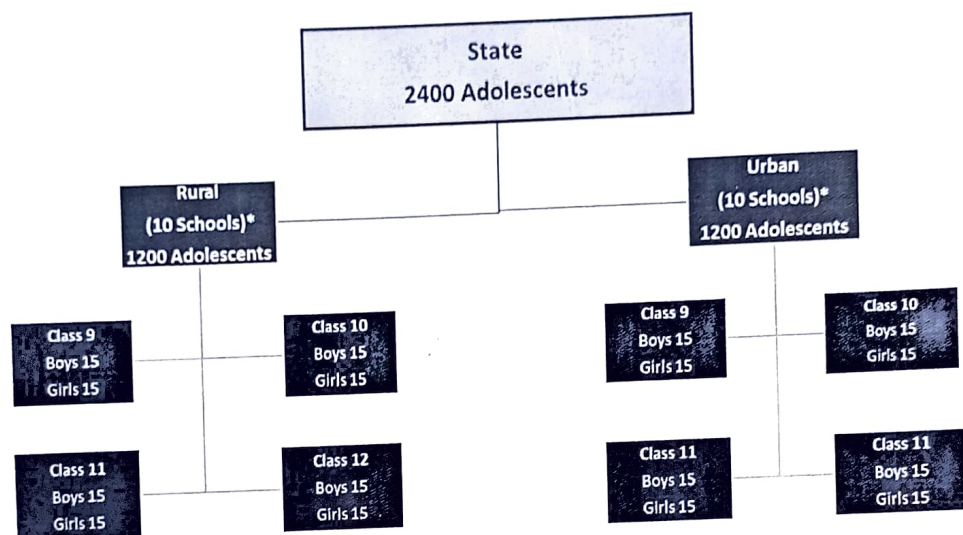 State
2400 Adolescents
Rural
(10 Schools)*
1200 Adolescents
Urban
(10 Schools)*
1200 Adolescents
Class 9
Boys 15
Girls 15
Class 10
Boys 15
Girls 15
Class 9
Boys 15
Girls 15
Class 10
Boys 15
Girls 15
Class 11
Boys 15
Girls 15
Class 12
Boys 15
Girls 15
Class 11
Boys 15
Girls 15
Class 11
Boys 15
Girls 15